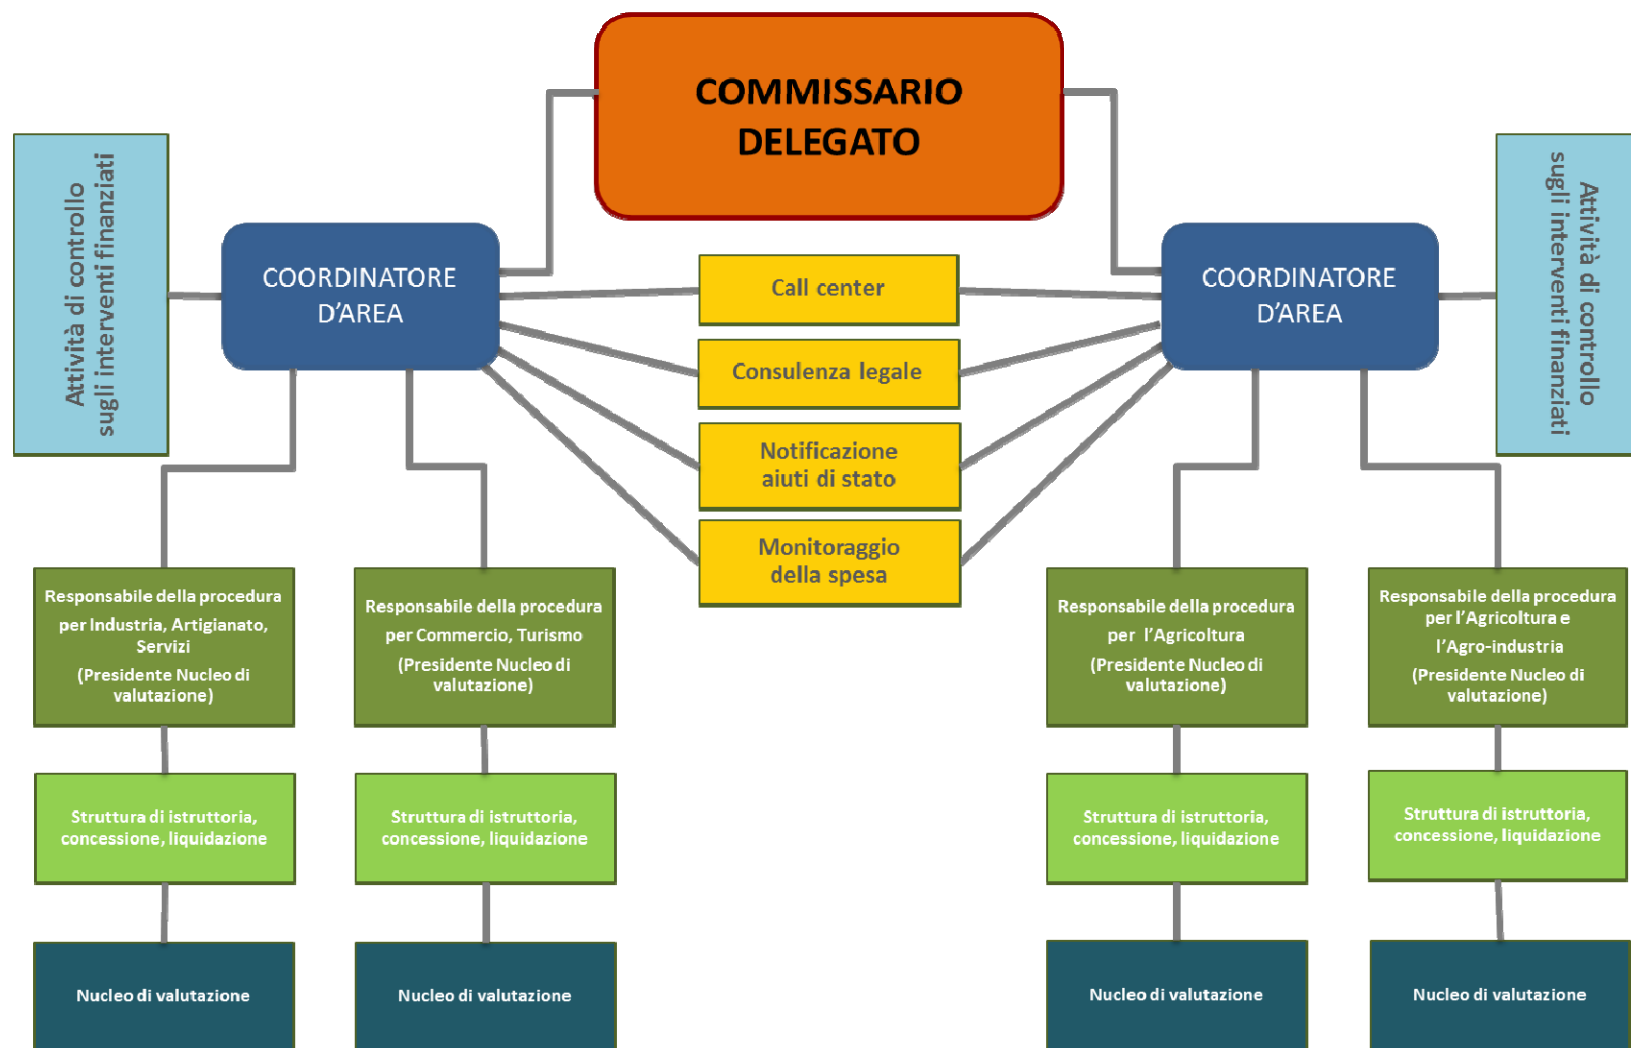 COMMISSARIO
DELEGATO
Attività di controllo
sugli interventi finanziati
COORDINATORE
D'AREA
Call center
Consulenza legale
Notificazione
aiuti di stato
Monitoraggio
della spesa
COORDINATORE
D'AREA
Attività di controllo
sugli interventi finanziati
Responsabile della procedura
per Industria, Artigianato,
Servizi
(Presidente Nucleo di
valutazione)
Responsabile della procedura
per Commercio, Turismo
(Presidente Nucleo di
valutazione)
Responsabile della procedura
per l'Agricoltura
(Presidente Nucleo di
valutazione)
Responsabile della procedura
per l'Agricoltura e
l'Agro-industria
(Presidente Nucleo di
valutazione)
Struttura di istruttoria,
concessione, liquidazione
Struttura di istruttoria,
concessione, liquidazione
Struttura di istruttoria,
concessione, liquidazione
Struttura di istruttoria,
concessione, liquidazione
Nucleo di valutazione
Nucleo di valutazione
Nucleo di valutazione
Nucleo di valutazione